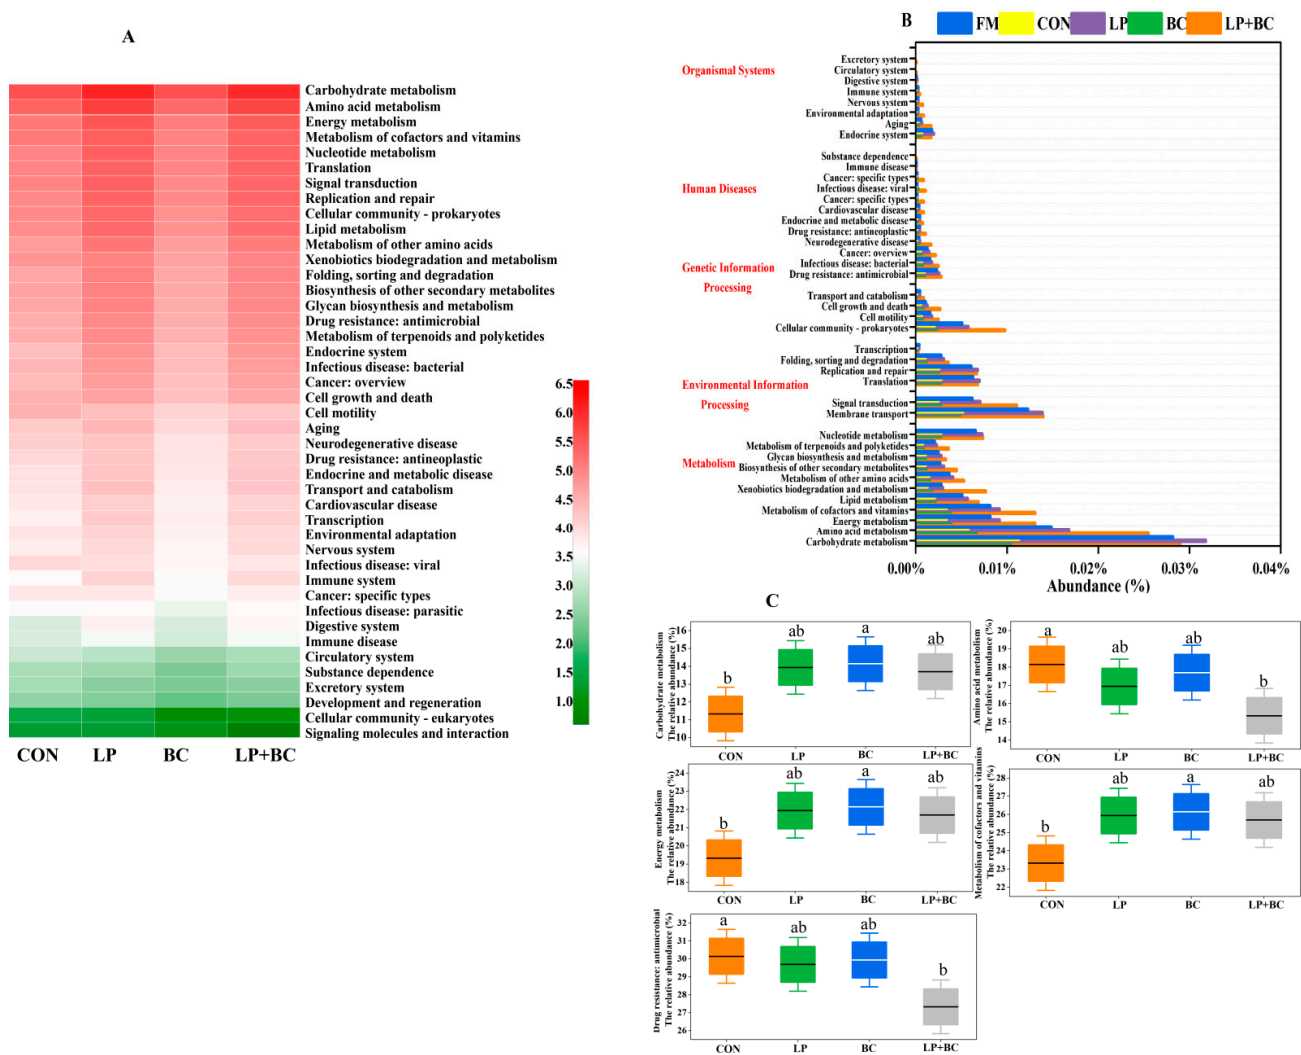 A
Carbohydrate metabolism
Amino acid metabolism
Energy metabolism
Metabolism of cofactors and vitamins
Nucleotide metabolism
Translation
Signal transduction
Replication and repair
Cellular community - prokaryotes
Lipid metabolism
Metabolism of other amino acids
Xenobiotics biodegradation and metabolism
Folding, sorting and degradation
Biosynthesis of other secondary metabolites
Glycan biosynthesis and metabolism
Drug resistance: antimicrobial
Metabolism of terpenoids and polyketides
Endocrine system
Infectious disease: bacterial
Cancer: overview
Cell growth and death
Cell motility
Aging
Neurodegenerative disease
Drug resistance: antineoplastic
Endocrine and metabolic disease
Transport and catabolism
Cardiovascular disease
Transcription
Environmental adaptation
Nervous system
Infectious disease: viral
Immune system
Cancer: specific types
Infectious disease: parasitic
Digestive system
Immune disease
Circulatory system
Substance dependence
Excretory system
Development and regeneration
Cellular community - eukaryotes
Signaling molecules and interaction
CON LP BC LP+BC
6.5
6.0
5.5
5.0
4.5
4.0
3.5
3.0
2.5
2.0
1.5
1.0
B
FM CON LP BC LP+BC
Organismal Systems
Excretory system
Circulatory system
Digestive system
Immune system
Nervous system
Environmental adaptation
Aging
Endocrine system
Human Diseases
Substance dependence
Immune disease
Cancer: specific types
Infectious disease: viral
Cancer: specific types
Cardiovascular disease
Endocrine and metabolic disease
Drug resistance: antineoplastic
Neurodegenerative disease
Cancer: overview
Infectious disease: bacterial
Drug resistance: antimicrobial
Genetic Information
Processing
Transport and catabolism
Cell growth and death
Cell motility
Cellular community - prokaryotes
Transcription
Folding, sorting and degradation
Replication and repair
Translation
Environmental Information
Processing
Signal transduction
Membrane transport
Metabolism
Nucleotide metabolism
Metabolism of terpenoids and polyketides
Glycan biosynthesis and metabolism
Biosynthesis of other secondary metabolites
Metabolism of other amino acids
Xenobiotics biodegradation and metabolism
Lipid metabolism
Metabolism of cofactors and vitamins
Energy metabolism
Amino acid metabolism
Carbohydrate metabolism
0.00% 0.01% 0.02% 0.03% 0.04%
Abundance (%)
C
Carbohydrate metabolism
The relative abundance (%)
16
15
14
13
12
11
10
b ab a ab
CON LP BC LP+BC
Amino acid metabolism
The relative abundance (%)
20
19
18
17
16
15
14
a ab ab b
CON LP BC LP+BC
Energy metabolism
The relative abundance (%)
24
23
22
21
20
19
18
b ab a ab
CON LP BC LP+BC
Metabolism of cofactors and vitamins
The relative abundance (%)
28
27
26
25
24
23
22
b ab a ab
CON LP BC LP+BC
Drug resistance: antimicrobial
The relative abundance (%)
32
31
30
29
28
27
26
a ab ab b
CON LP BC LP+BC